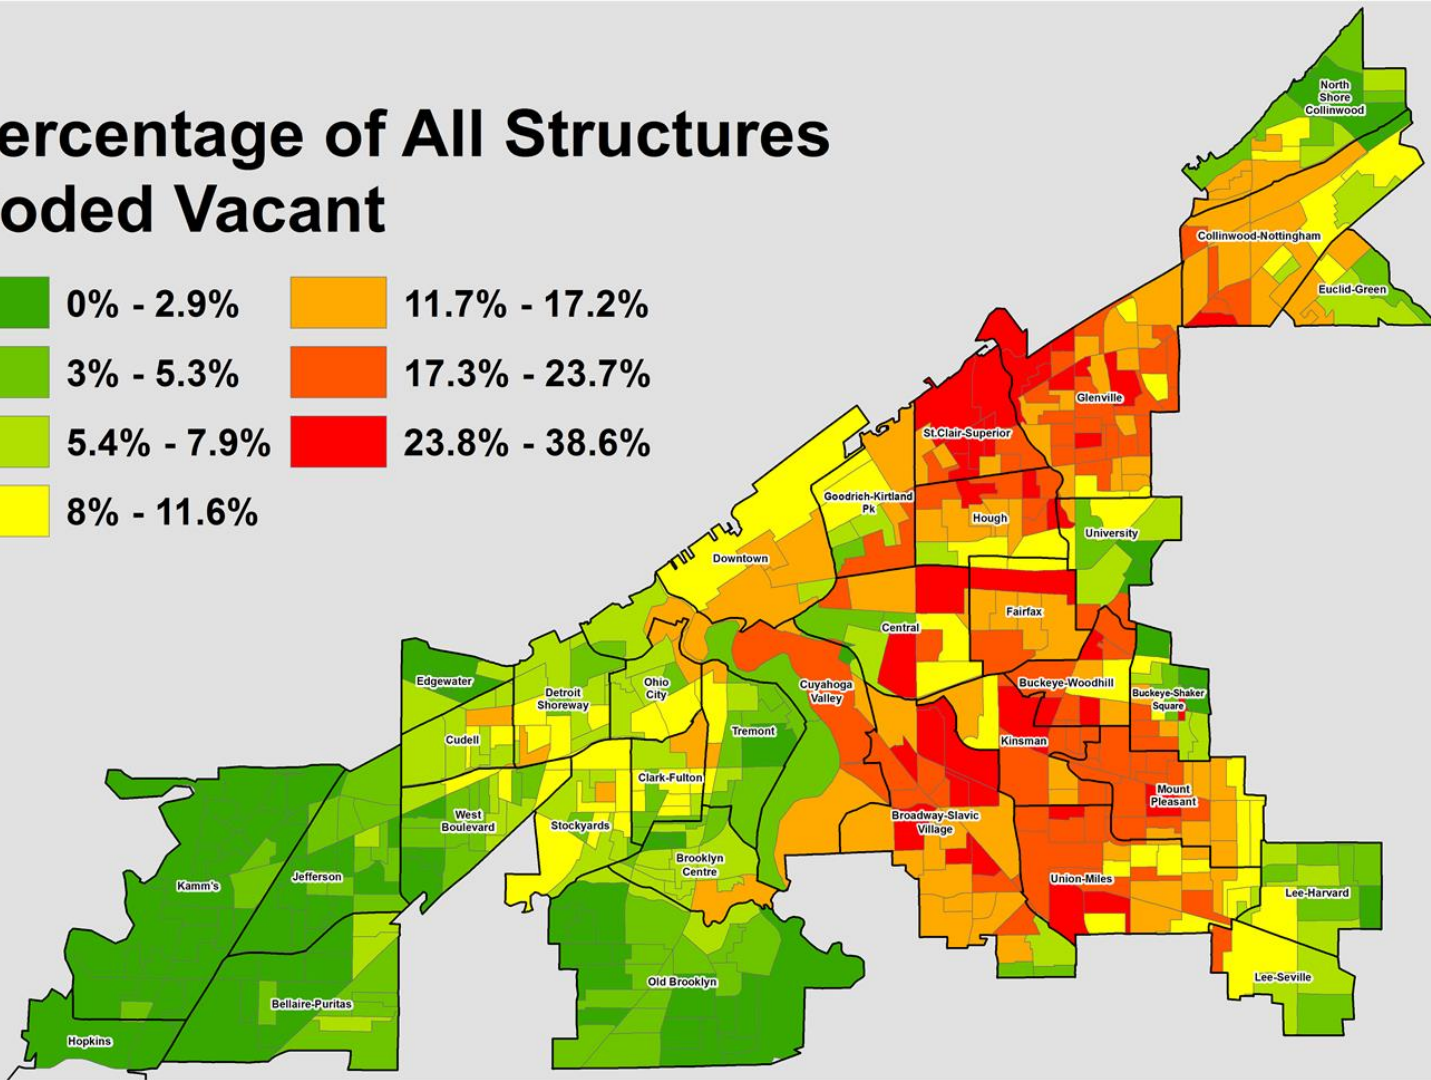 ercentage of All Structures
oded Vacant
0% - 2.9%
11.7% - 17.2%
3% - 5.3%
17.3% - 23.7%
5.4% - 7.9%
23.8% - 38.6%
8% - 11.6%
North
Shore
Collinwood
Collinwood-Nottingham
Euclid-Green
Glenville
St.Clair-Superior
Goodrich-Kirtland
Pk
Hough
University
Downtown
Fairfax
Central
Edgewater
Detroit
Shoreway
Ohio
City
Cuyahoga
Valley
Buckeye-Woodhill
Buckeye-Shaker
Square
Cudell
Tremont
Kinsman
Clark-Fulton
Mount
Pleasant
West
Boulevard
Stockyards
Broadway-Slavic
Village
Brooklyn
Centre
Kamm's
Jefferson
Union-Miles
Lee-Harvard
Old Brooklyn
Lee-Seville
Bellaire-Puritas
Hopkins